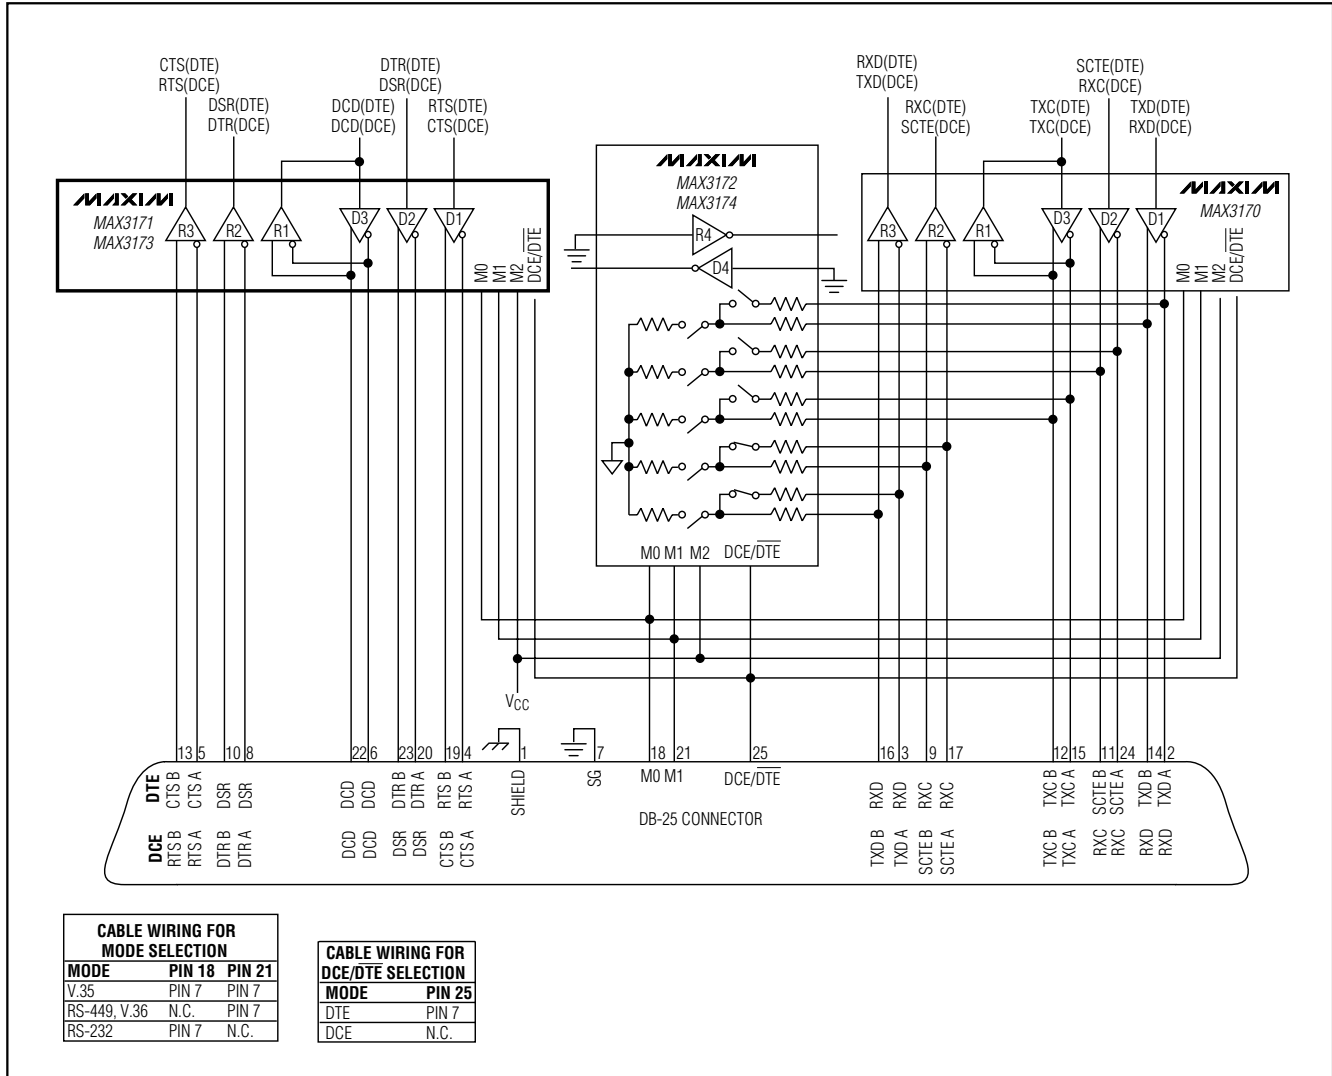 CTS(DTE)
RTS(DCE)
DSR(DTE)
DTR(DCE)
DCD(DTE)
DCD(DCE)
DTR(DTE)
DSR(DCE)
RTS(DTE)
CTS(DCE)
RXD(DTE)
TXD(DCE)
RXC(DTE)
SCTE(DCE)
TXC(DTE)
TXC(DCE)
SCTE(DTE)
RXC(DCE)
TXD(DTE)
RXD(DCE)
MAXIM
MAX3171
MAX3173
R3
R2
R1
D3
D2
D1
M0
M1
M2
DCE/DTE
MAXIM
MAX3172
MAX3174
R4
D4
M0 M1 M2 DCE/DTE
MAXIM
MAX3170
R3
R2
R1
D3
D2
D1
M0
M1
M2
DCE/DTE
VCC
13 5 10 8 22 6 23 20 19 4 1 7 18 21 25 16 3 9 17 12 15 11 24 14 2
DTE
CTS B
CTS A
DSR
DSR
DCD
DCD
DTR B
DTR A
RTS B
RTS A
SHIELD
SG
M0 M1
DCE/DTE
RXD
RXD
RXC
RXC
TXC B
TXC A
SCTE B
SCTE A
TXD B
TXD A
DB-25 CONNECTOR
DCE
RTS B
RTS A
DTR B
DTR A
DCD
DCD
DSR
DSR
CTS B
CTS A
TXD B
TXD A
SCTE B
SCTE A
TXC B
TXC A
RXC
RXC
RXD
RXD
CABLE WIRING FOR
MODE SELECTION
MODE PIN 18 PIN 21
V.35 PIN 7 PIN 7
RS-449, V.36 N.C. PIN 7
RS-232 PIN 7 N.C.
CABLE WIRING FOR
DCE/DTE SELECTION
MODE PIN 25
DTE PIN 7
DCE N.C.